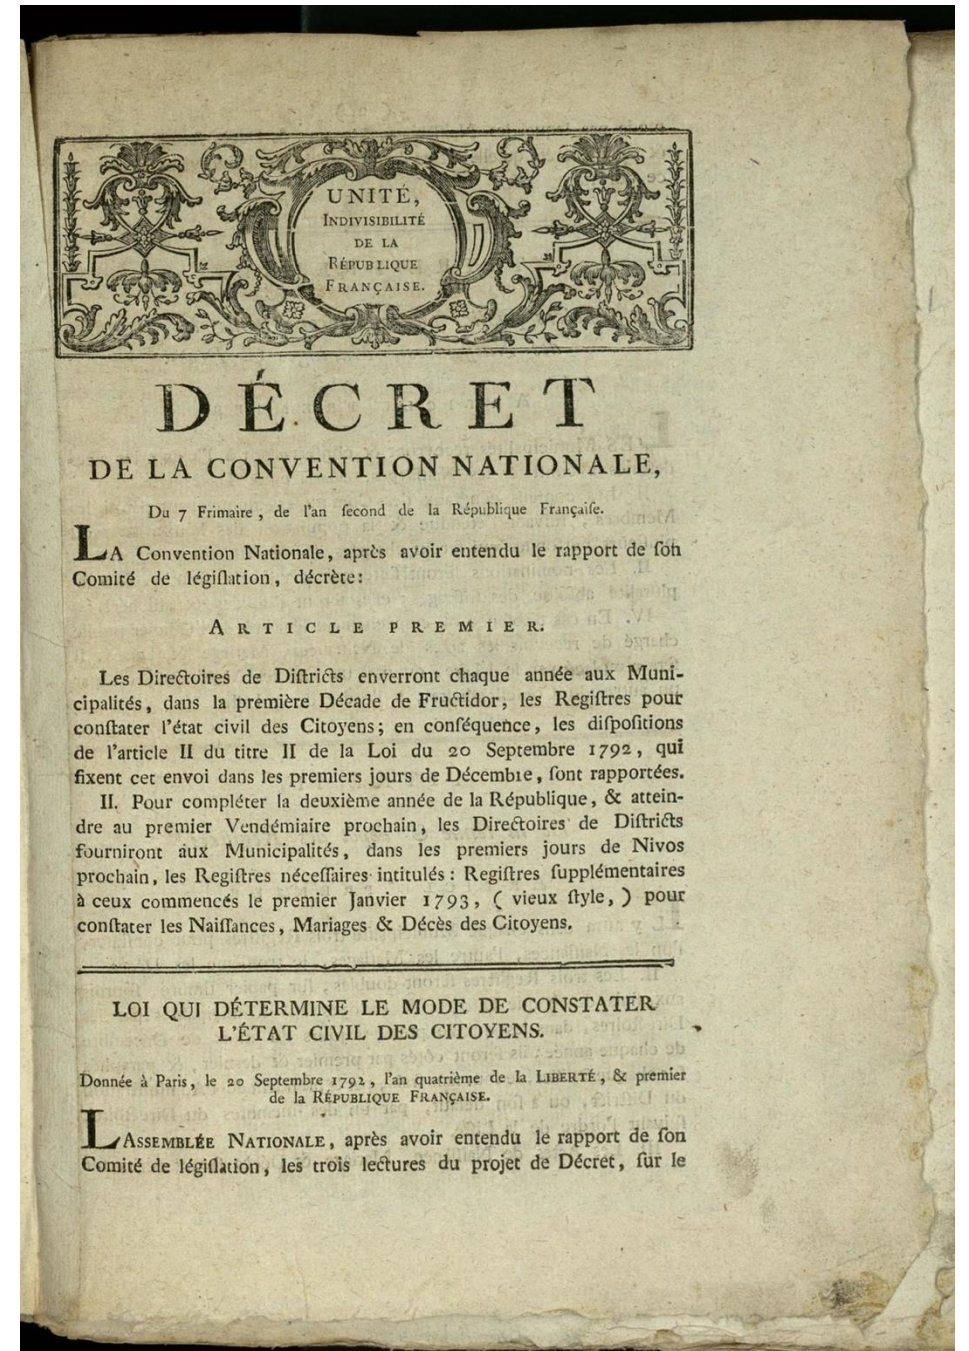 UNITÉ,
INDIVISIBILITÉ
DE LA
RÉPUBLIQUE
FRANÇAISE.
DÉCRET
DE LA CONVENTION NATIONALE,
Du 7 Frimaire, de l'an ſecond de la République Françaiſe.
LA Convention Nationale, après avoir entendu le rapport de ſon
Comité de légiſlation, décrète:
ARTICLE PREMIER.
Les Directoires de Diſtricts enverront chaque année aux Muni-
cipalités, dans la première Décade de Fructidor, les Regiſtres pour
conſtater l'état civil des Citoyens; en conſéquence, les diſpoſitions
de l'article II du titre II de la Loi du 20 Septembre 1792, qui
fixent cet envoi dans les premiers jours de Décembre, ſont rapportées.
II. Pour compléter la deuxième année de la République, & attein-
dre au premier Vendémiaire prochain, les Directoires de Diſtricts
fourniront aux Municipalités, dans les premiers jours de Nivos
prochain, les Regiſtres néceſſaires intitulés: Regiſtres ſupplémentaires
à ceux commencés le premier Janvier 1793, (vieux ſtyle,) pour
conſtater les Naiſſances, Mariages & Décès des Citoyens.
LOI QUI DÉTERMINE LE MODE DE CONSTATER
L'ÉTAT CIVIL DES CITOYENS.
Donnée à Paris, le 20 Septembre 1792, l'an quatrième de la LIBERTÉ, & premier
de la RÉPUBLIQUE FRANÇAISE.
L'ASSEMBLÉE NATIONALE, après avoir entendu le rapport de ſon
Comité de légiſlation, les trois lectures du projet de Décret, ſur le